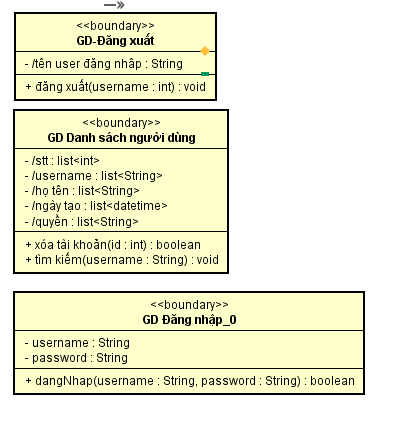 <<boundary>>
GD-Đăng xuất
- /tên user đăng nhâp : String
+ đăng xuất(username : int) : void
<<boundary>>
GD Danh sách người dùng
- /stt : list<int>
- /username : list<String>
- /họ tên : list<String>
- /ngày tạo : list<datetime>
- /quyền : list<String>
+ xóa tài khoản(id : int) : boolean
+ tìm kiếm(username : String) : void
<<boundary>>
GD Đăng nhập_0
- username : String
- password : String
+ dangNhap(username : String, password : String) : boolean